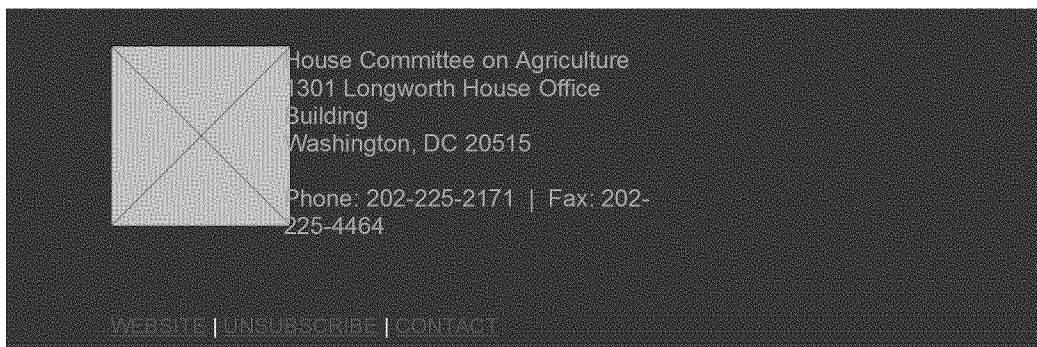 House Committee on Agriculture
1301 Longworth House Office
Building
Washington, DC 20515
Phone: 202-225-2171 | Fax: 202-
225-4464
WEBSITE | UNSUBSCRIBE | CONTACT